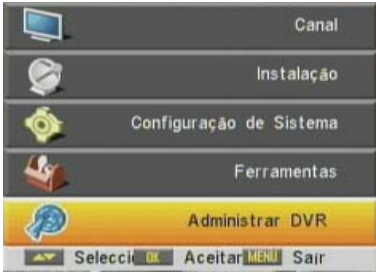 Canal
Instalação
Configuração de Sistema
Ferramentas
Administrar DVR
Selecci OK Aceitar MENU Sair